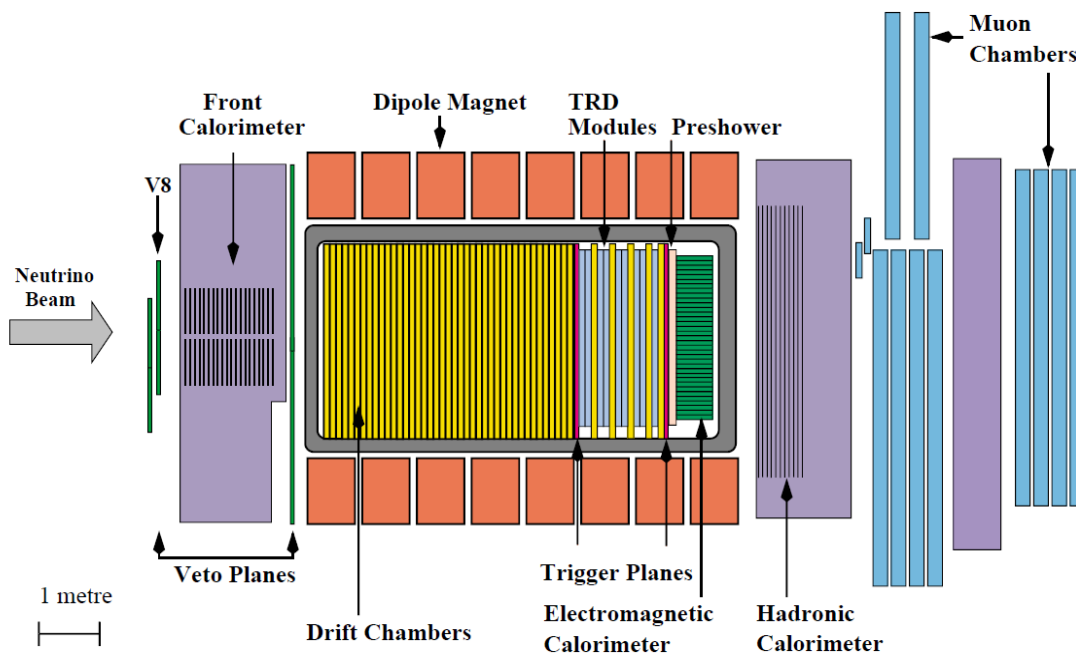 Muon
Chambers
Front
Calorimeter
Dipole Magnet
TRD
Modules
Preshower
V8
Neutrino
Beam
Veto Planes
Trigger Planes
1 metre
Drift Chambers
Electromagnetic
Calorimeter
Hadronic
Calorimeter